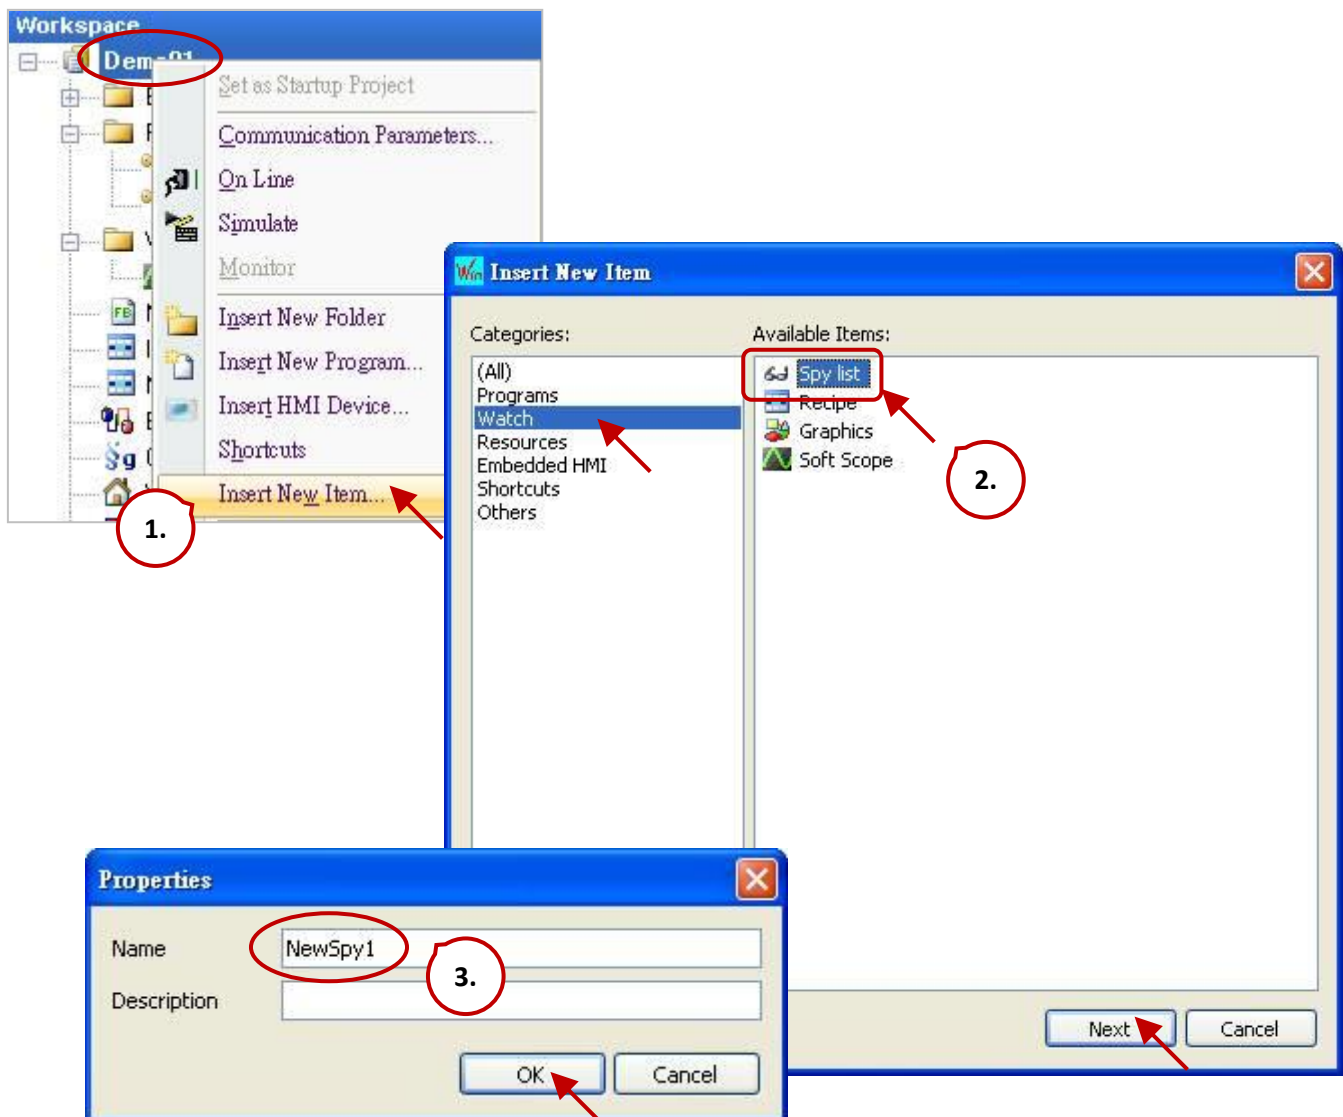 Workspace
Set as Startup Project
Communication Parameters...
On Line
Simulate
Monitor
Insert New Folder
Insert New Program...
Insert HMI Device...
Shortcuts
Insert New Item...
1.
Win Insert New Item
Categories:
(All)
Programs
Watch
Resources
Embedded HMI
Shortcuts
Others
Available Items:
Spy list
Recipe
Graphics
Soft Scope
2.
Next
Cancel
Properties
Name
NewSpy1
3.
Description
OK
Cancel